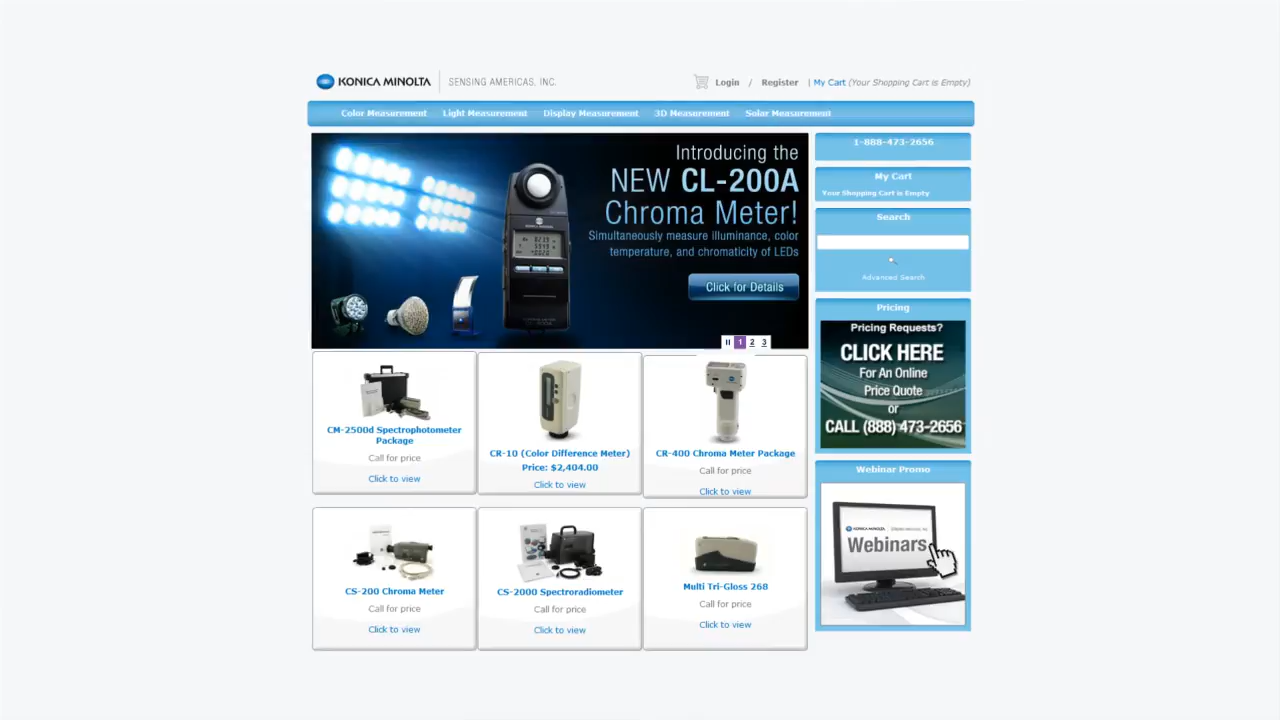 KONICA MINOLTA SENSING AMERICAS, INC.
Login / Register | My Cart (Your Shopping Cart is Empty)
Color Measurement Light Measurement Display Measurement 3D Measurement Solar Measurement
Introducing the
NEW CL-200A
Chroma Meter!
Simultaneously measure illuminance, color
temperature, and chromaticity of LEDs
Click for Details
1 2 3
1-888-473-2656
My Cart
Your Shopping Cart is Empty
Search
Advanced Search
Pricing
Pricing Requests?
CLICK HERE
For An Online
Price Quote
or
CALL (888) 473-2656
Webinar Promo
KONICA MINOLTA
Webinars
CM-2500d Spectrophotometer
Package
Call for price
Click to view
CR-10 (Color Difference Meter)
Price: $2,404.00
Click to view
CR-400 Chroma Meter Package
Call for price
Click to view
CS-200 Chroma Meter
Call for price
Click to view
CS-2000 Spectroradiometer
Call for price
Click to view
Multi Tri-Gloss 268
Call for price
Click to view